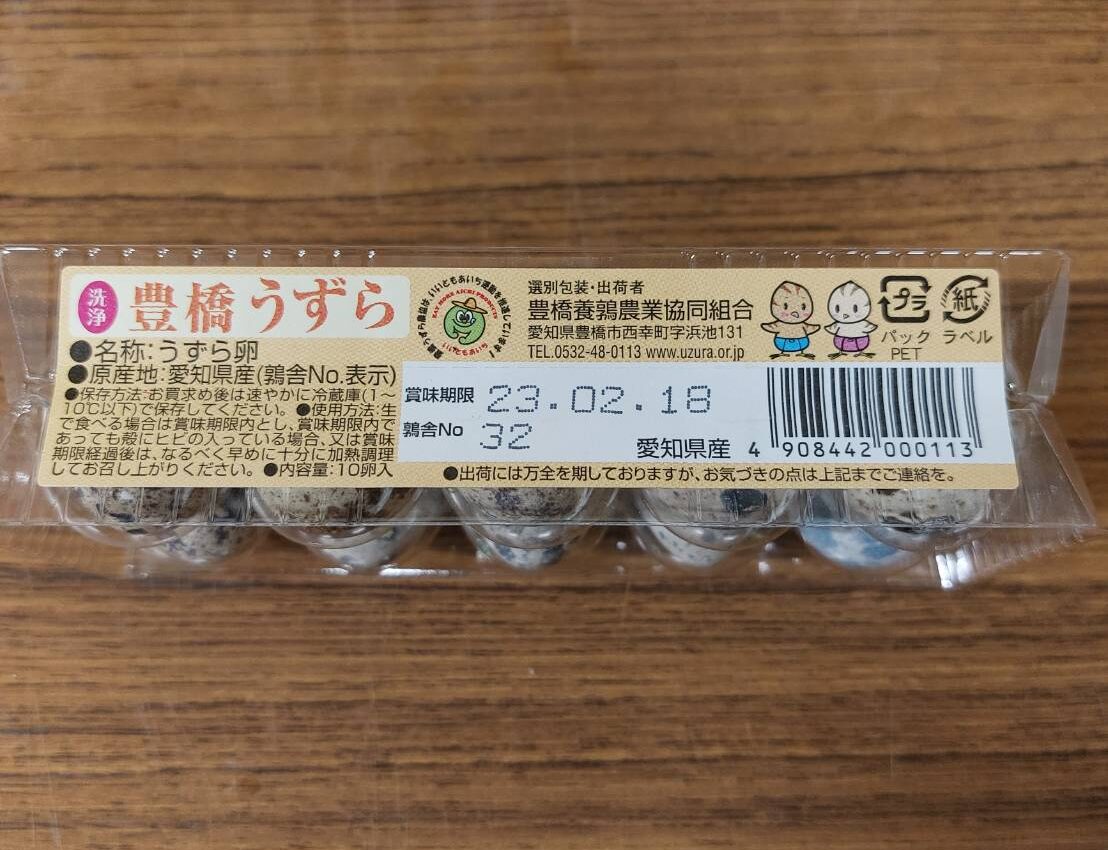 洗浄
豊橋うずら
●名称:うずら卵
●原産地:愛知県産(鶉舎No.表示)
●保存方法:お買求め後は速やかに冷蔵庫(1～
10℃以下)で保存してください。 ●使用方法:生
で食べる場合は賞味期限内とし、賞味期限内で
あっても殻にヒビの入っている場合、又は賞味
期限経過後は、なるべく早めに十分に加熱調理
してお召し上がりください。 ●内容量:10卵入
選別包装・出荷者
豊橋養鶉農業協同組合
愛知県豊橋市西幸町字浜池131
TEL.0532-48-0113 www.uzura.or.jp
プラ
パック
PET
紙
ラベル
賞味期限 23.02.18
鶉舎No 32
愛知県産
4 908442 000113
●出荷には万全を期しておりますが、お気づきの点は上記までご連絡を。